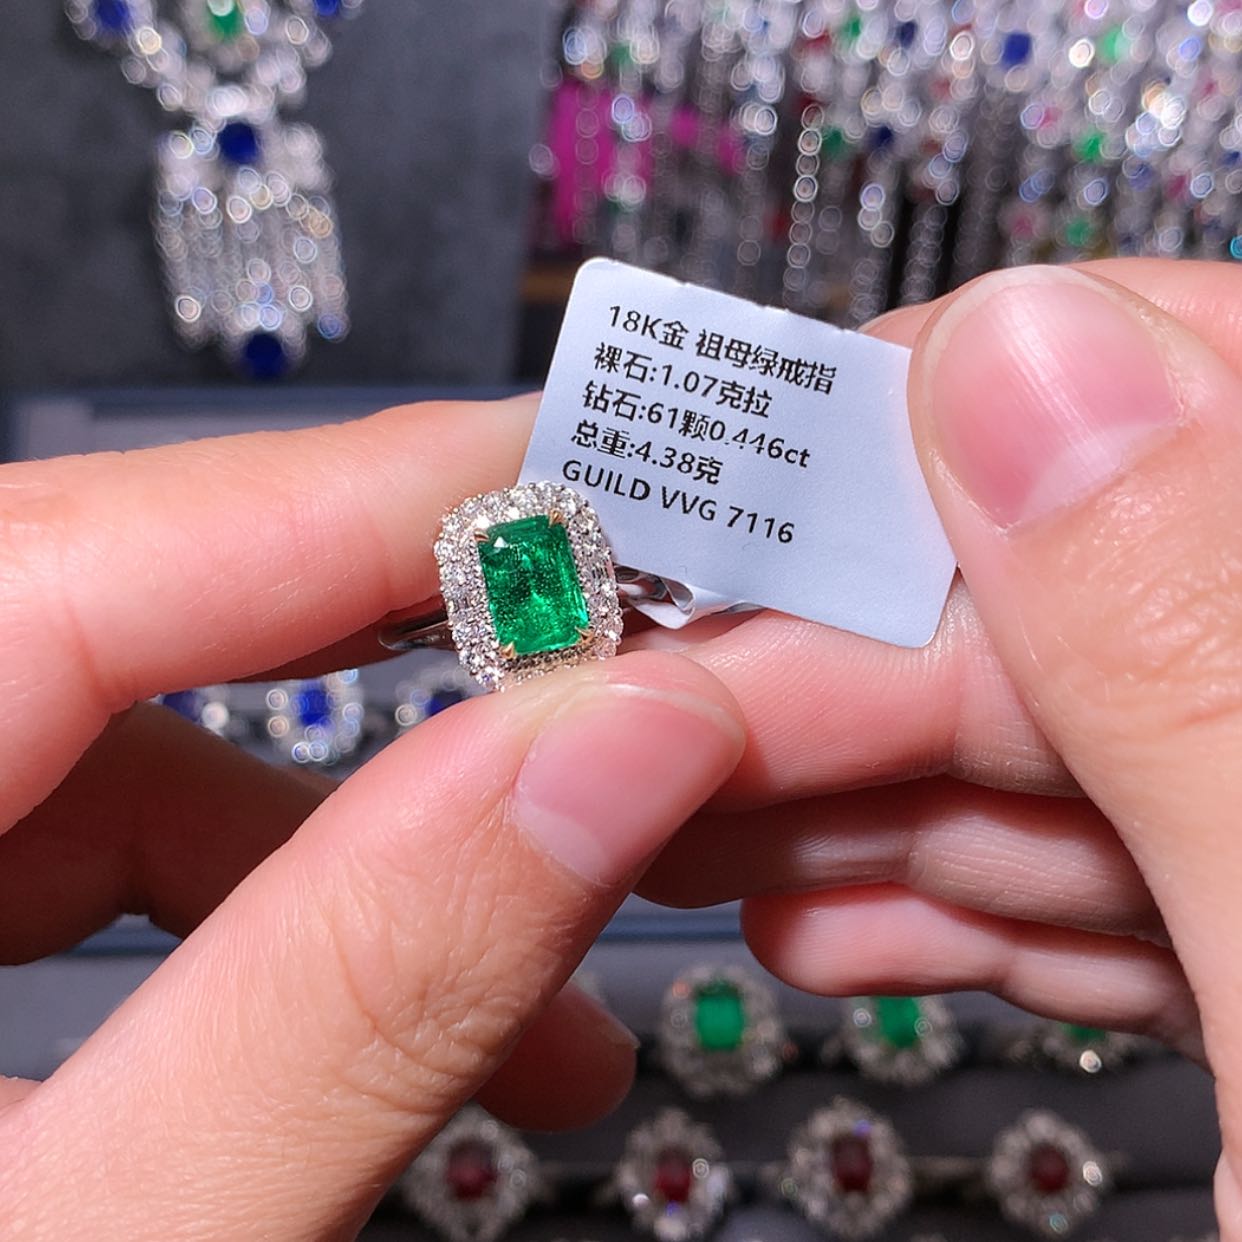 18K金 祖母绿戒指
裸石:1.07克拉
钻石:61颗0.446ct
总重:4.38克
GUILD VVG 7116